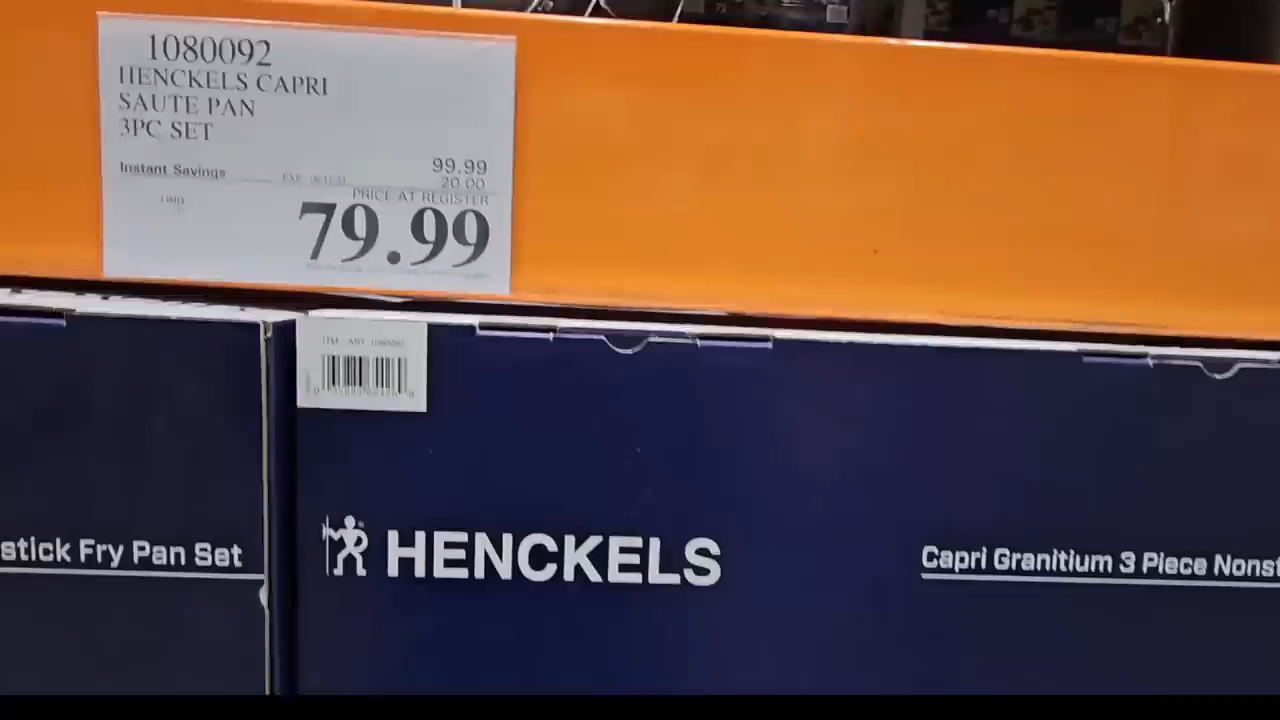 1080092
HENCKELS CAPRI
SAUTE PAN
3PC SET
99.99
Instant Savings
20.00
PRICE AT REGISTER
79.99
stick Fry Pan Set
HENCKELS
Capri Granitium 3 Piece Nonst